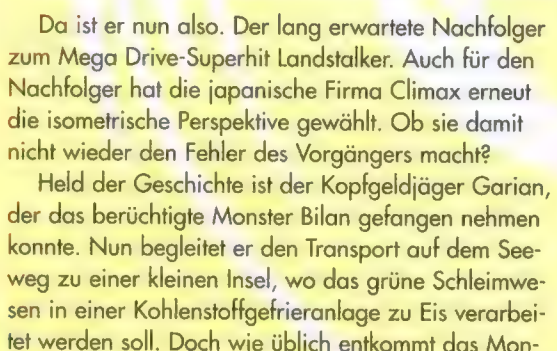 Da ist er nun also. Der lang erwartete Nachfolger
zum Mega Drive-Superhit Landstalker. Auch für den
Nachfolger hat die japanische Firma Climax erneut
die isometrische Perspektive gewählt. Ob sie damit
nicht wieder den Fehler des Vorgängers macht?
Held der Geschichte ist der Kopfgeldjäger Garian,
der das berüchtigte Monster Bilan gefangen nehmen
konnte. Nun begleitet er den Transport auf dem See-
weg zu einer kleinen Insel, wo das grüne Schleimwe-
sen in einer Kohlenstoffgefrieranlage zu Eis verarbei-
tet werden soll. Doch wie üblich entkommt das Mon-